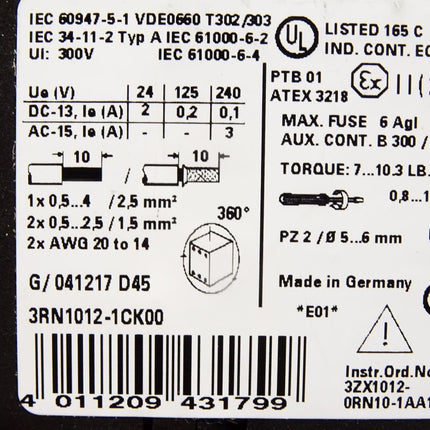 IEC 60947-5-1 VDE0660 T302/303
IEC 34-11-2 Typ A IEC 61000-6-2
UI: 300V IEC 61000-6-4
Ue (V) 24 125 240
DC-13, Ie (A) 2 0,2 0,1
AC-15, Ie (A) - - 3
10 / 10
1x 0,5...4 / 2,5 mm²
2x 0,5...2,5 / 1,5 mm²
2x AWG 20 to 14
360°
G/ 041217 D45
3RN1012-1CK00
4 011209 431799
UL LISTED 165 C
IND. CONT. EQ
PTB 01
ATEX 3218
Ex II(
MAX. FUSE 6 Agl
AUX. CONT. B 300 /
TORQUE: 7...10.3 LB.
0,8...1
PZ 2 / Ø 5...6 mm
Made in Germany
*E01*
Instr.Ord.No
3ZX1012-
0RN10-1AA1